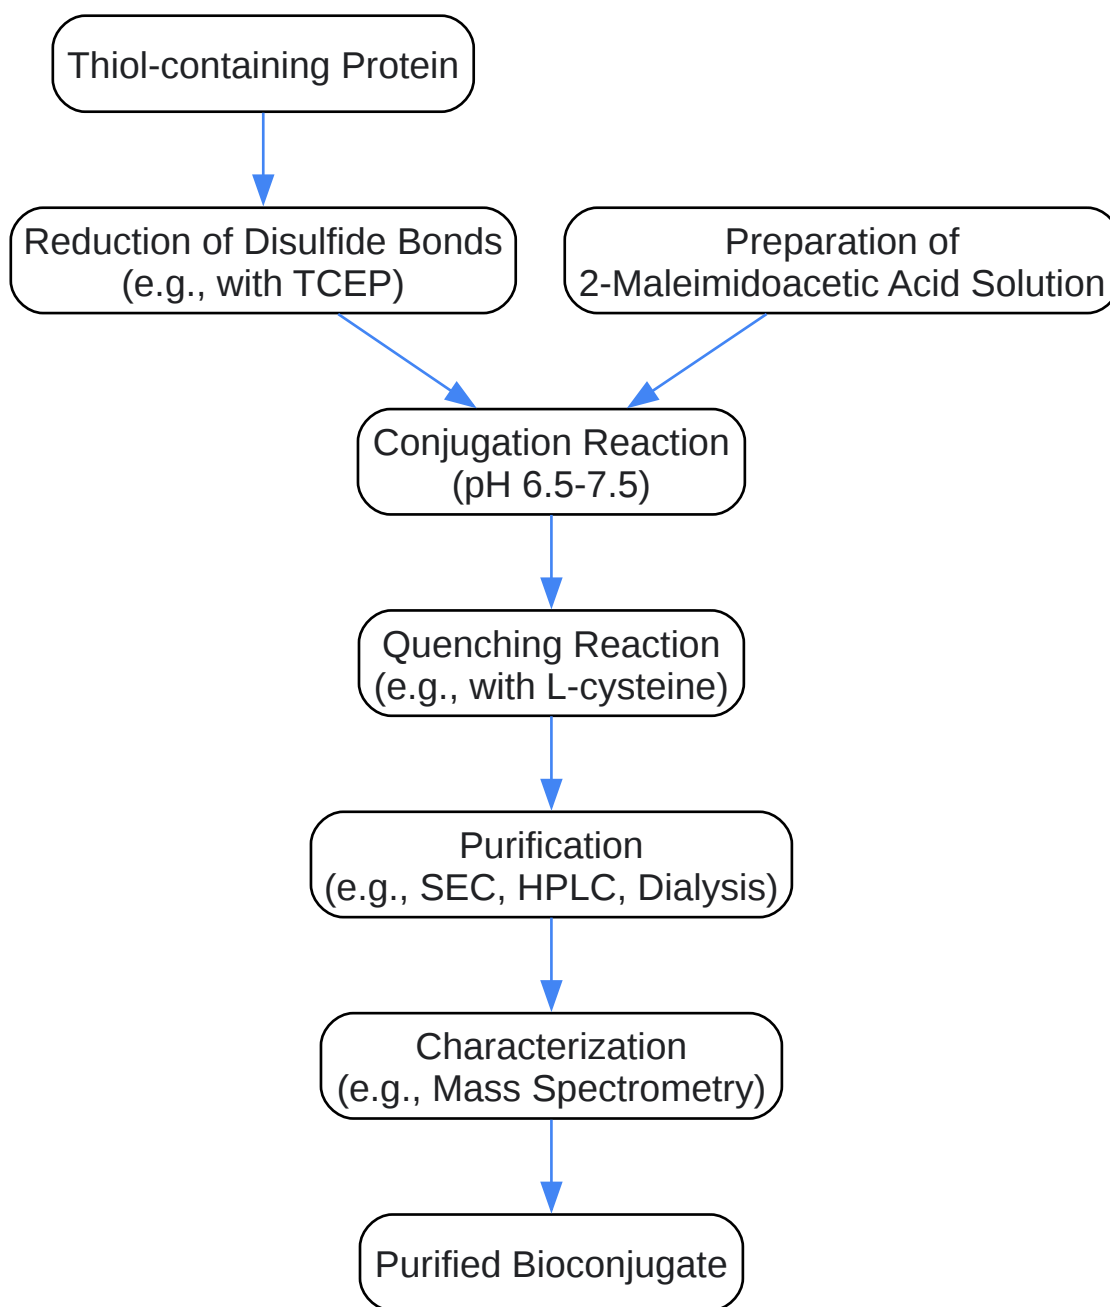 Thiol-containing Protein
Reduction of Disulfide Bonds
(e.g., with TCEP)
Preparation of
2-Maleimidoacetic Acid Solution
Conjugation Reaction
(pH 6.5-7.5)
Quenching Reaction
(e.g., with L-cysteine)
Purification
(e.g., SEC, HPLC, Dialysis)
Characterization
(e.g., Mass Spectrometry)
Purified Bioconjugate